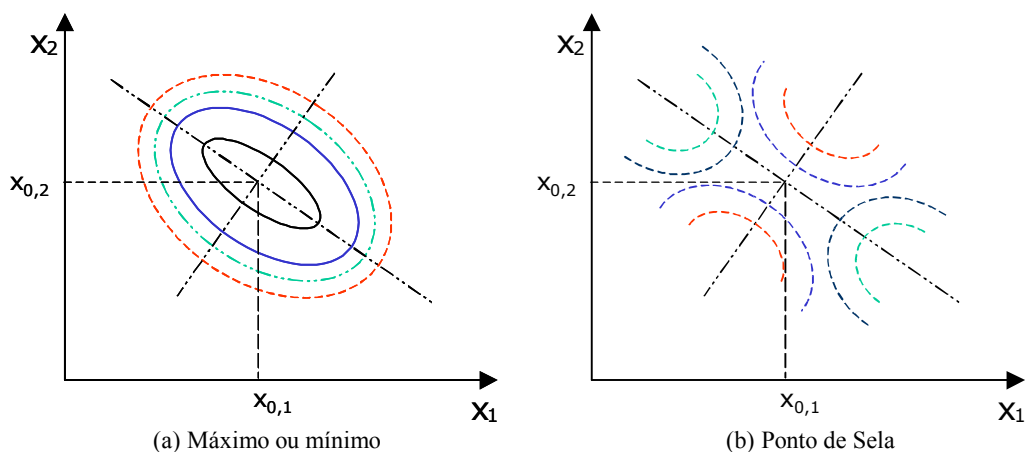 X₂
x₀,₂
x₀,₁
X₁
(a) Máximo ou mínimo
X₂
x₀,₂
x₀,₁
X₁
(b) Ponto de Sela